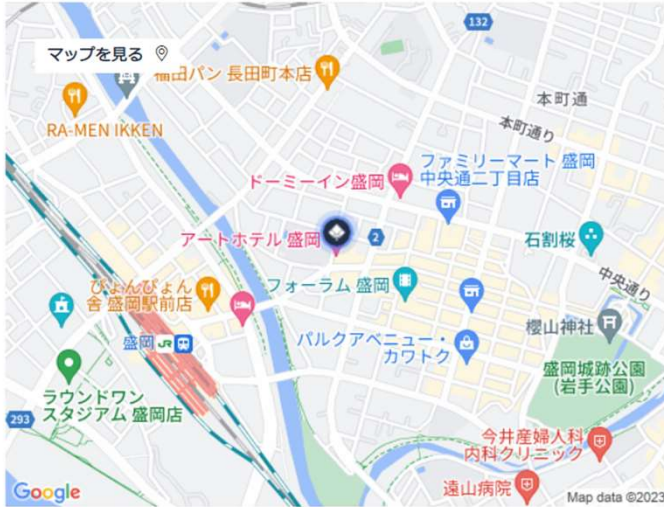 132
マップを見る
福田パン 長田町本店
本町通
RA-MEN IKKEN
本町通り
ファミリーマート 盛岡
中央通二丁目店
ドーミーイン盛岡
アートホテル 盛岡
2
石割桜
中央通り
ぴょんぴょん
舎 盛岡駅前店
フォーラム 盛岡
櫻山神社
盛岡 JR
パルクアベニュー・
カワトク
盛岡城跡公園
(岩手公園)
ラウンドワン
スタジアム 盛岡店
293
今井産婦人科
内科クリニック
遠山病院
Google
Map data ©2023